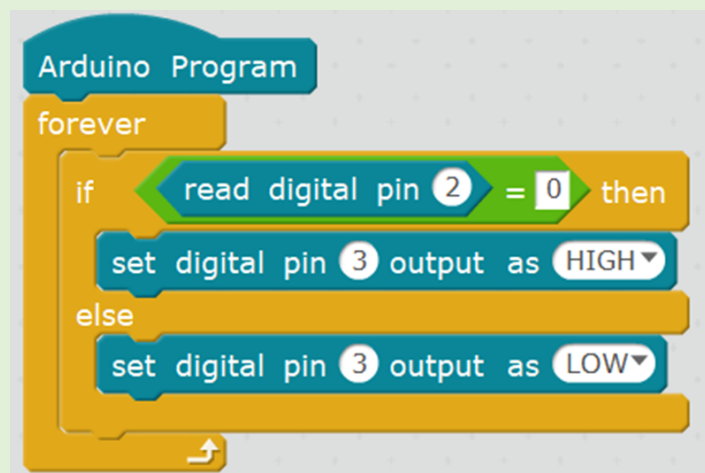 Arduino Program
forever
if read digital pin 2 = 0 then
set digital pin 3 output as HIGH
else
set digital pin 3 output as LOW